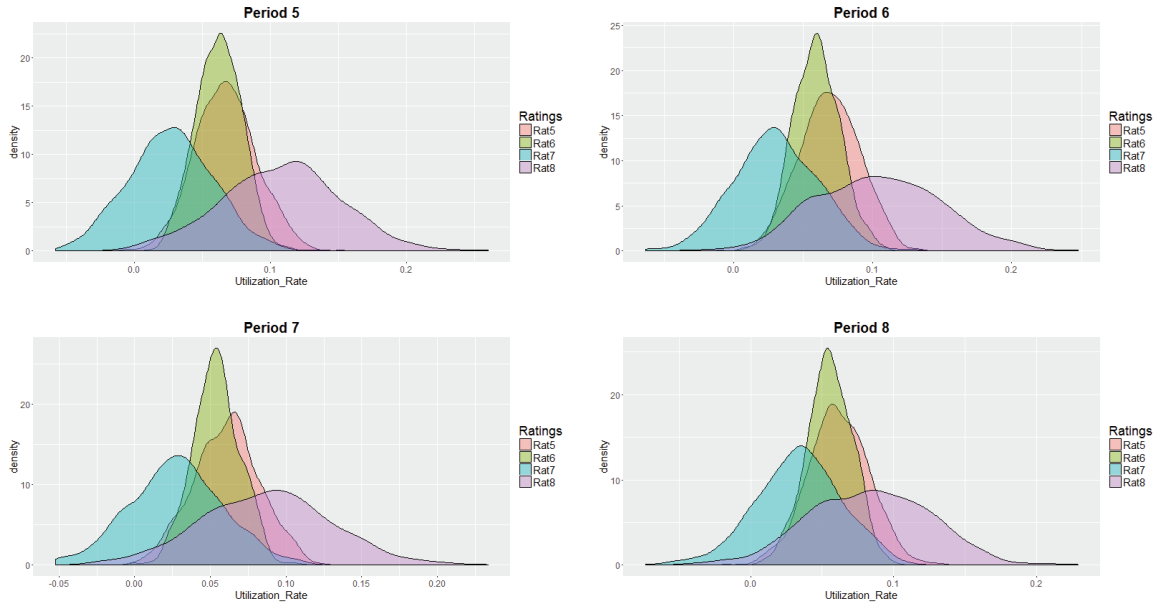 Period 5
20
15
10
5
0
density
0.0
0.1
0.2
Utilization_Rate
Ratings
Rat5
Rat6
Rat7
Rat8
Period 6
25
20
15
10
5
0
density
0.0
0.1
0.2
Utilization_Rate
Ratings
Rat5
Rat6
Rat7
Rat8
Period 7
20
10
0
density
-0.05
0.00
0.05
0.10
0.15
0.20
Utilization_Rate
Ratings
Rat5
Rat6
Rat7
Rat8
Period 8
20
10
0
density
0.0
0.1
0.2
Utilization_Rate
Ratings
Rat5
Rat6
Rat7
Rat8